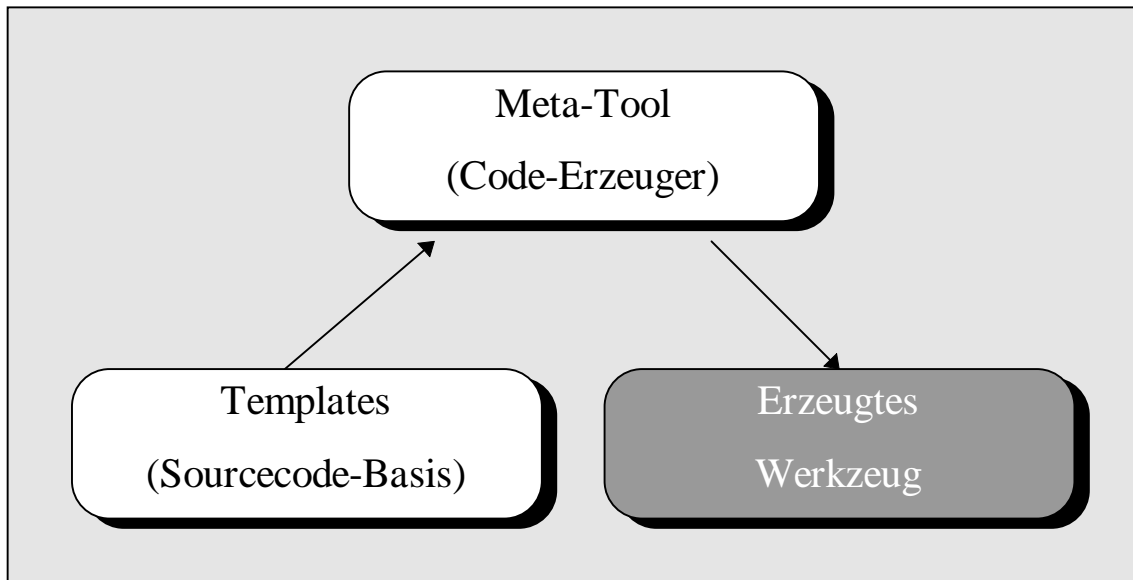 Meta-Tool
(Code-Erzeuger)
Templates
(Sourcecode-Basis)
Erzeugtes
Werkzeug